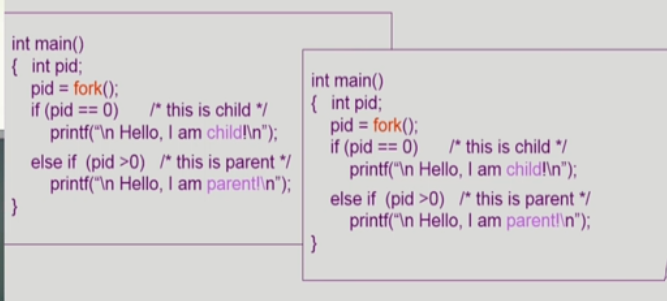 int main()
{ int pid;
pid = fork();
if (pid == 0) /* this is child */
printf("\n Hello, I am child!\n");
else if (pid >0) /* this is parent */
printf("\n Hello, I am parent!\n");
}
int main()
{ int pid;
pid = fork();
if (pid == 0) /* this is child */
printf("\n Hello, I am child!\n");
else if (pid >0) /* this is parent */
printf("\n Hello, I am parent!\n");
}